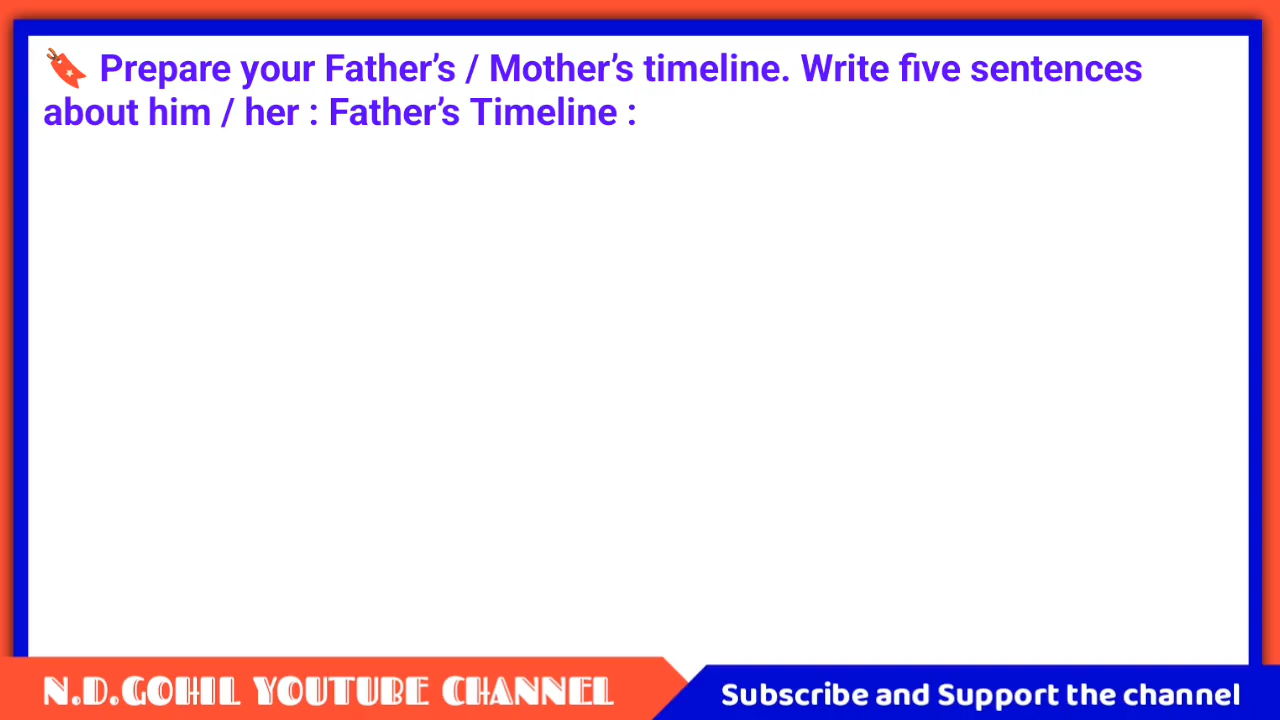 🔖 Prepare your Father’s / Mother’s timeline. Write five sentences
about him / her : Father’s Timeline :
N.D.GOHIL YOUTUBE CHANNEL
Subscribe and Support the channel